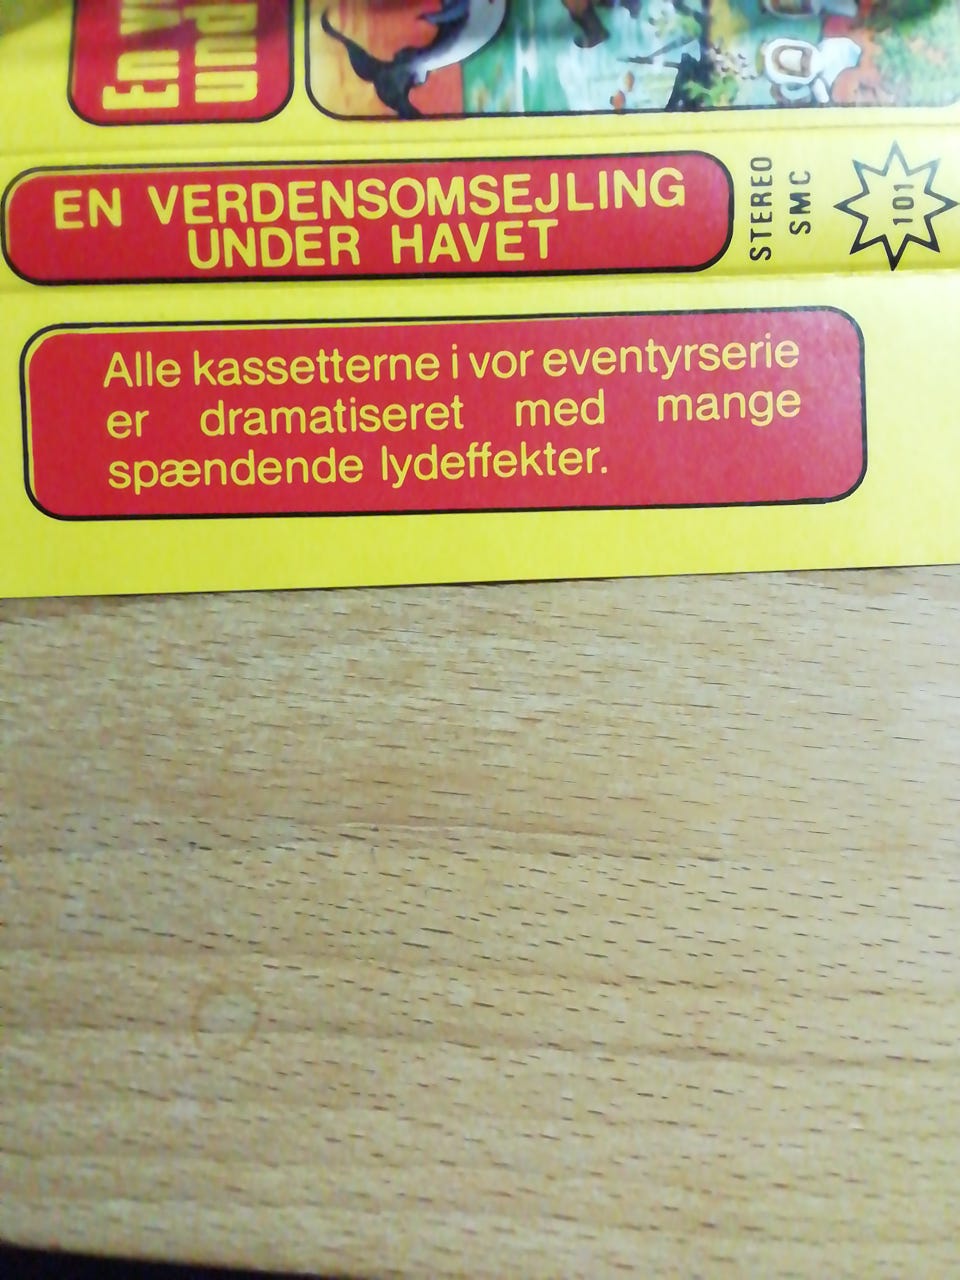 EN VERDENSOMSEJLING
UNDER HAVET
STEREO
SMC
101
Alle kassetterne i vor eventyrserie
er dramatiseret med mange
spændende lydeffekter.